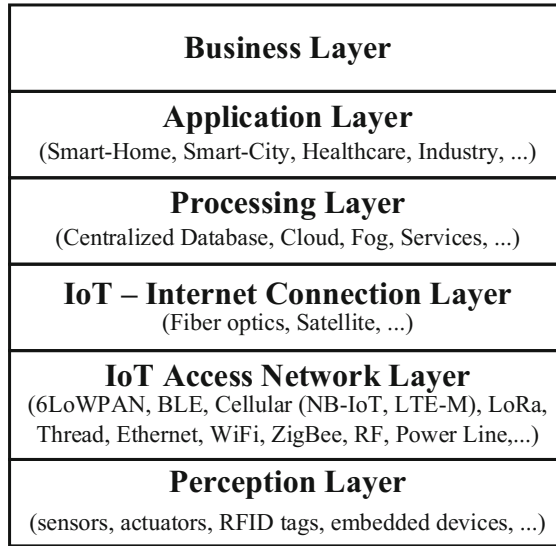 Business Layer
Application Layer
(Smart-Home, Smart-City, Healthcare, Industry, ...)
Processing Layer
(Centralized Database, Cloud, Fog, Services, ...)
IoT – Internet Connection Layer
(Fiber optics, Satellite, ...)
IoT Access Network Layer
(6LoWPAN, BLE, Cellular (NB-IoT, LTE-M), LoRa,
Thread, Ethernet, WiFi, ZigBee, RF, Power Line,...)
Perception Layer
(sensors, actuators, RFID tags, embedded devices, ...)